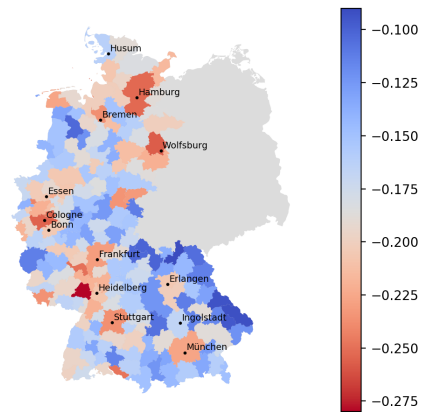 Husum
Hamburg
Bremen
Wolfsburg
Essen
Cologne
Bonn
Frankfurt
Erlangen
Heidelberg
Stuttgart
Ingolstadt
München
−0.100
−0.125
−0.150
−0.175
−0.200
−0.225
−0.250
−0.275